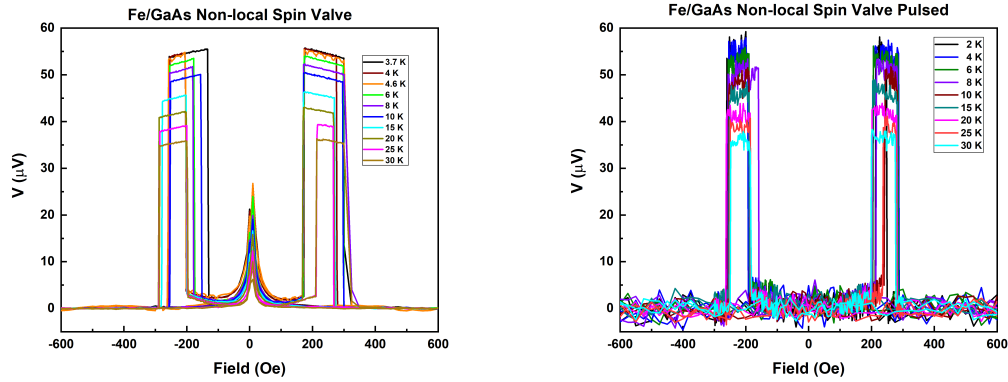 Fe/GaAs Non-local Spin Valve
60
50
40
30
20
10
0
V (μV)
3.7 K
4 K
4.6 K
6 K
8 K
10 K
15 K
20 K
25 K
30 K
-600 -400 -200 0 200 400 600
Field (Oe)
Fe/GaAs Non-local Spin Valve Pulsed
60
50
40
30
20
10
0
V (μV)
2 K
4 K
6 K
8 K
10 K
15 K
20 K
25 K
30 K
-600 -400 -200 0 200 400 600
Field (Oe)